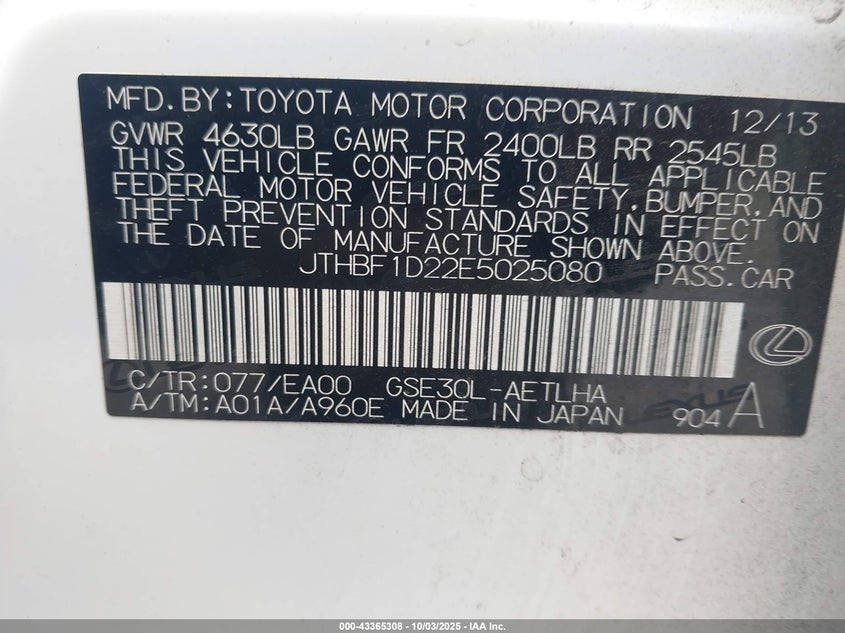 MFD.BY:TOYOTA MOTOR CORPORATION 12/13
GVWR 4630LB GAWR FR 2400LB RR 2545LB
THIS VEHICLE CONFORMS TO ALL APPLICABLE
FEDERAL MOTOR VEHICLE SAFETY,BUMPER,AND
THEFT PREVENTION STANDARDS IN EFFECT ON
THE DATE OF MANUFACTURE SHOWN ABOVE.
JTHBF1D22E5025080 PASS.CAR
C/TR:077/EA00 GSE30L-AETLHA
A/TM:A01A/A960E MADE IN JAPAN 904 A
000-43365308 - 10/03/2025 - IAA Inc.